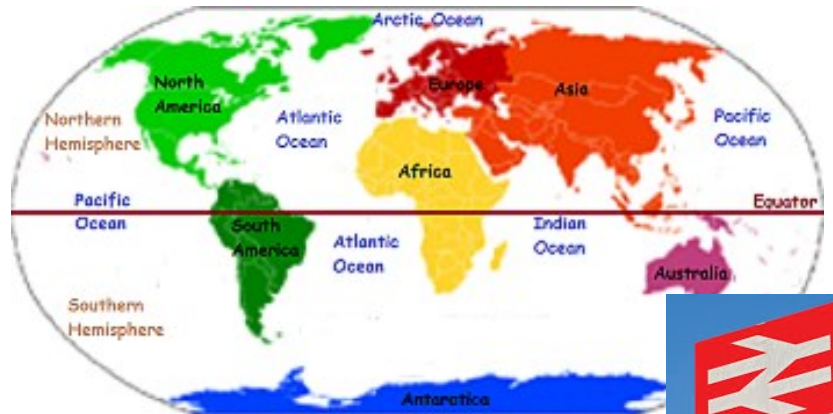 Arctic Ocean
North
America
Europe
Asia
Northern
Hemisphere
Atlantic
Ocean
Pacific
Ocean
Africa
Pacific
Ocean
Equator
South
America
Atlantic
Ocean
Indian
Ocean
Australia
Southern
Hemisphere
Antaratica